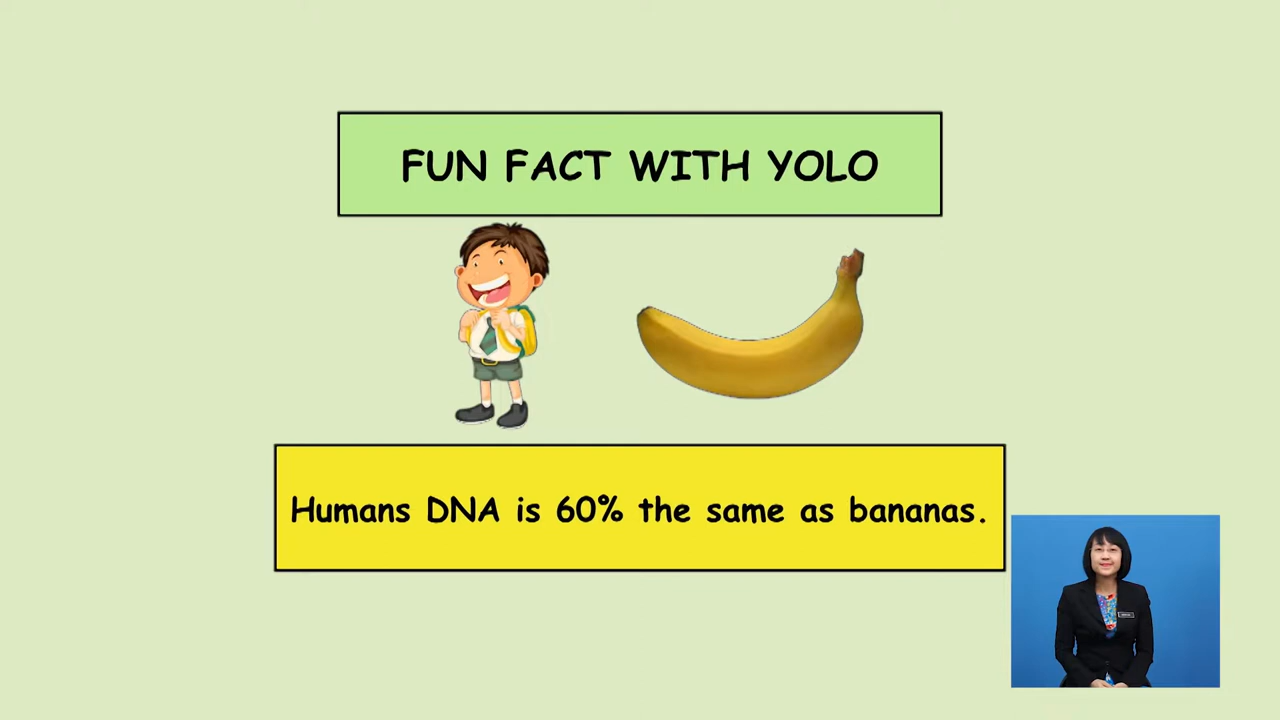 FUN FACT WITH YOLO
Humans DNA is 60% the same as bananas.